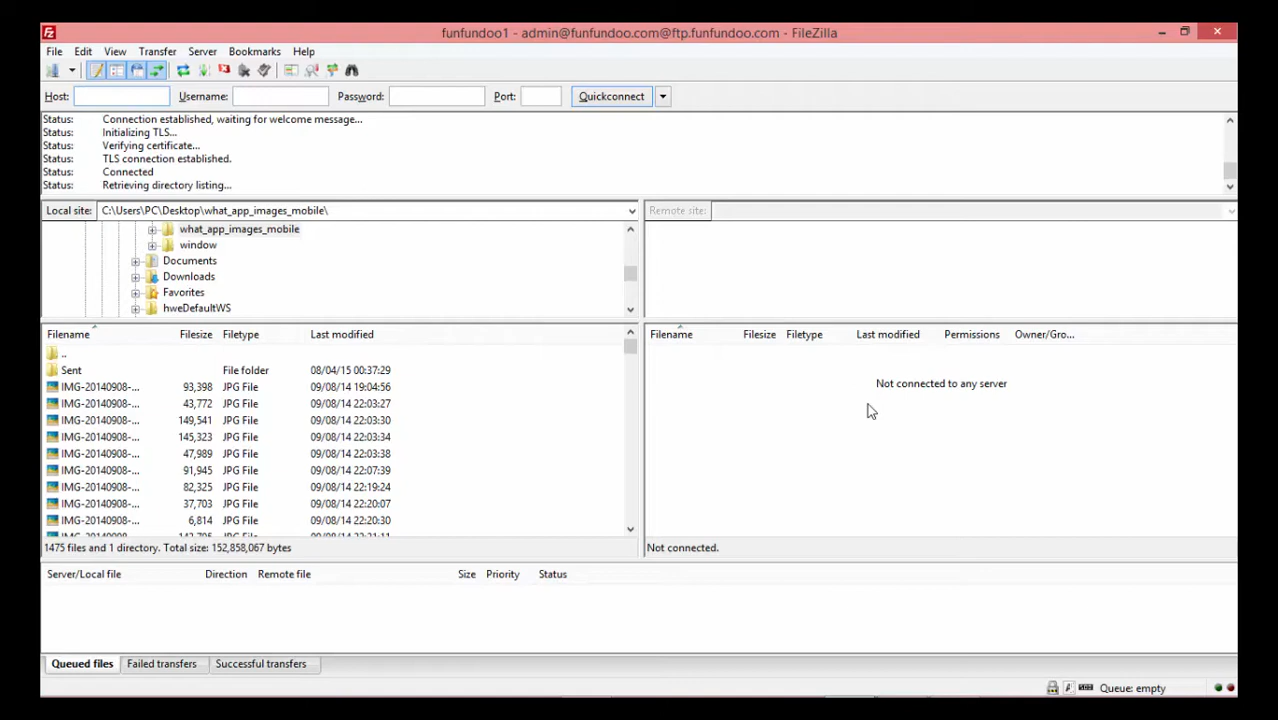 Fz funfundoo1 - admin@funfundoo.com@ftp.funfundoo.com - FileZilla
File Edit View Transfer Server Bookmarks Help
Host: Username: Password: Port: Quickconnect
Status: Connection established, waiting for welcome message...
Status: Initializing TLS...
Status: Verifying certificate...
Status: TLS connection established.
Status: Connected
Status: Retrieving directory listing...
Local site: C:\Users\PC\Desktop\what_app_images_mobile\
Remote site:
what_app_images_mobile
window
Documents
Downloads
Favorites
hweDefaultWS
Filename Filesize Filetype Last modified
..
Sent File folder 08/04/15 00:37:29
IMG-20140908-... 93,398 JPG File 09/08/14 19:04:56
IMG-20140908-... 43,772 JPG File 09/08/14 22:03:27
IMG-20140908-... 149,541 JPG File 09/08/14 22:03:30
IMG-20140908-... 145,323 JPG File 09/08/14 22:03:34
IMG-20140908-... 47,989 JPG File 09/08/14 22:03:38
IMG-20140908-... 91,945 JPG File 09/08/14 22:07:39
IMG-20140908-... 82,325 JPG File 09/08/14 22:19:24
IMG-20140908-... 37,703 JPG File 09/08/14 22:20:07
IMG-20140908-... 6,814 JPG File 09/08/14 22:20:30
1475 files and 1 directory. Total size: 152,858,067 bytes
Filename Filesize Filetype Last modified Permissions Owner/Gro...
Not connected to any server
Not connected.
Server/Local file Direction Remote file Size Priority Status
Queued files Failed transfers Successful transfers
Queue: empty